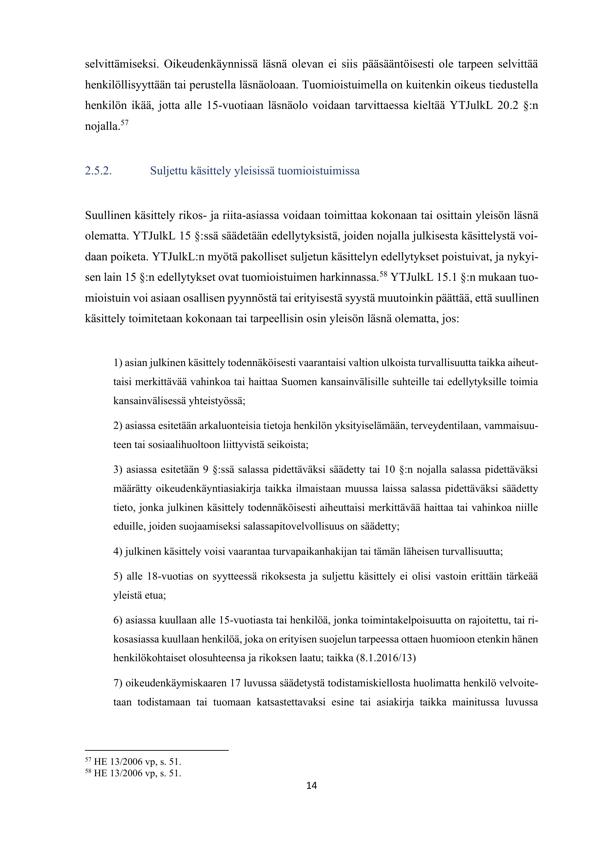 selvittämiseksi. Oikeudenkäynnissä läsnä olevan ei siis pääsääntöisesti ole tarpeen selvittää
henkilöllisyyttään tai perustella läsnäoloaan. Tuomioistuimella on kuitenkin oikeus tiedustella
henkilön ikää, jotta alle 15-vuotiaan läsnäolo voidaan tarvittaessa kieltää YTJulkL 20.2 §:n
nojalla.57
2.5.2. Suljettu käsittely yleisissä tuomioistuimissa
Suullinen käsittely rikos- ja riita-asiassa voidaan toimittaa kokonaan tai osittain yleisön läsnä
olematta. YTJulkL 15 §:ssä säädetään edellytyksistä, joiden nojalla julkisesta käsittelystä voi-
daan poiketa. YTJulkL:n myötä pakolliset suljetun käsittelyn edellytykset poistuivat, ja nykyi-
sen lain 15 §:n edellytykset ovat tuomioistuimen harkinnassa.58 YTJulkL 15.1 §:n mukaan tuo-
mioistuin voi asiaan osallisen pyynnöstä tai erityisestä syystä muutoinkin päättää, että suullinen
käsittely toimitetaan kokonaan tai tarpeellisin osin yleisön läsnä olematta, jos:
1) asian julkinen käsittely todennäköisesti vaarantaisi valtion ulkoista turvallisuutta taikka aiheut-
taisi merkittävää vahinkoa tai haittaa Suomen kansainvälisille suhteille tai edellytyksille toimia
kansainvälisessä yhteistyössä;
2) asiassa esitetään arkaluonteisia tietoja henkilön yksityiselämään, terveydentilaan, vammaisuu-
teen tai sosiaalihuoltoon liittyvistä seikoista;
3) asiassa esitetään 9 §:ssä salassa pidettäväksi säädetty tai 10 §:n nojalla salassa pidettäväksi
määrätty oikeudenkäyntiasiakirja taikka ilmaistaan muussa laissa salassa pidettäväksi säädetty
tieto, jonka julkinen käsittely todennäköisesti aiheuttaisi merkittävää haittaa tai vahinkoa niille
eduille, joiden suojaamiseksi salassapitovelvollisuus on säädetty;
4) julkinen käsittely voisi vaarantaa turvapaikanhakijan tai tämän läheisen turvallisuutta;
5) alle 18-vuotias on syytteessä rikoksesta ja suljettu käsittely ei olisi vastoin erittäin tärkeää
yleistä etua;
6) asiassa kuullaan alle 15-vuotiasta tai henkilöä, jonka toimintakelpoisuutta on rajoitettu, tai ri-
kosasiassa kuullaan henkilöä, joka on erityisen suojelun tarpeessa ottaen huomioon etenkin hänen
henkilökohtaiset olosuhteensa ja rikoksen laatu; taikka (8.1.2016/13)
7) oikeudenkäymiskaaren 17 luvussa säädetystä todistamiskiellosta huolimatta henkilö velvoite-
taan todistamaan tai tuomaan katsastettavaksi esine tai asiakirja taikka mainitussa luvussa
57 HE 13/2006 vp, s. 51.
58 HE 13/2006 vp, s. 51.
14